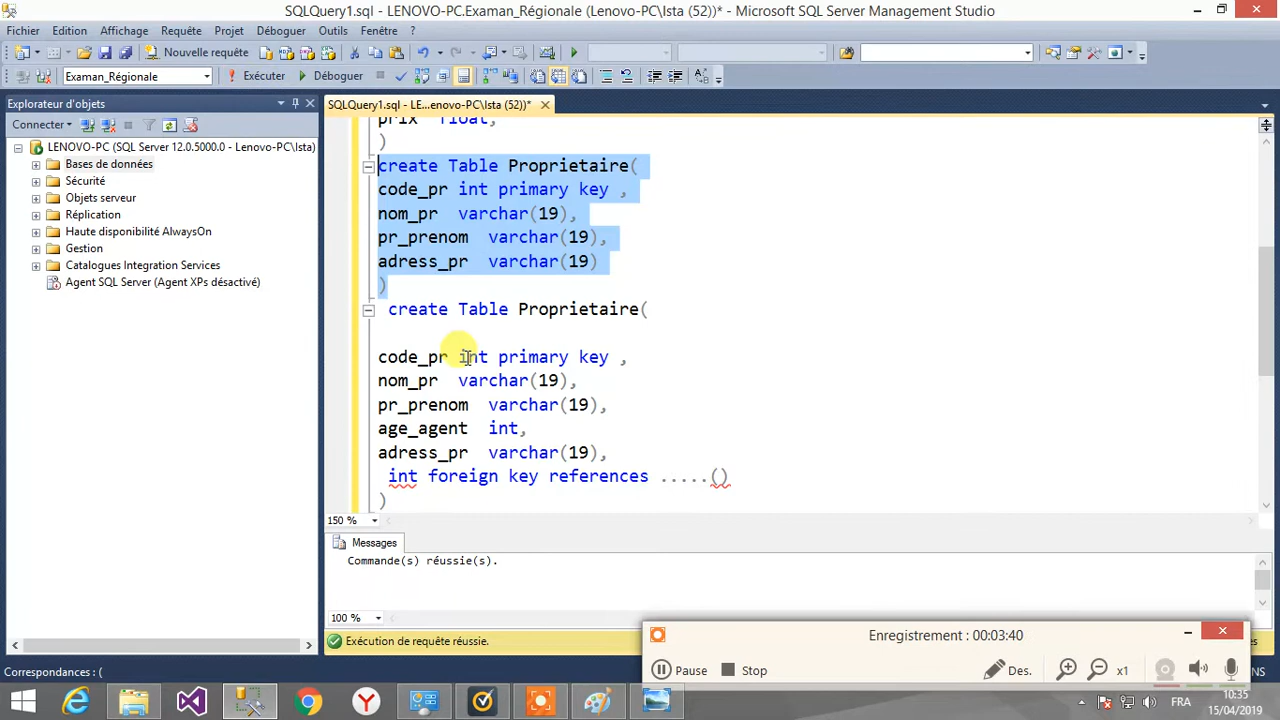 SQLQuery1.sql - LENOVO-PC.Examan_Régionale (Lenovo-PC\Ista (52))* - Microsoft SQL Server Management Studio
Fichier Edition Affichage Requête Projet Déboguer Outils Fenêtre ?
Nouvelle requête
Examan_Régionale Exécuter Déboguer
Explorateur d'objets
SQLQuery1.sql - LE...enovo-PC\Ista (52))*
Connecter
LENOVO-PC (SQL Server 12.0.5000.0 - Lenovo-PC\Ista)
Bases de données
Sécurité
Objets serveur
Réplication
Haute disponibilité AlwaysOn
Gestion
Catalogues Integration Services
Agent SQL Server (Agent XPs désactivé)
prix float,
)
create Table Proprietaire(
code_pr int primary key ,
nom_pr varchar(19),
pr_prenom varchar(19),
adress_pr varchar(19)
)
create Table Proprietaire(
code_pr int primary key ,
nom_pr varchar(19),
pr_prenom varchar(19),
age_agent int,
adress_pr varchar(19),
int foreign key references .....()
)
150 %
Messages
Commande(s) réussie(s).
100 %
Exécution de requête réussie.
Enregistrement : 00:03:40
Pause Stop Des. x1
Correspondances : (
NS
FRA
10:35
15/04/2019